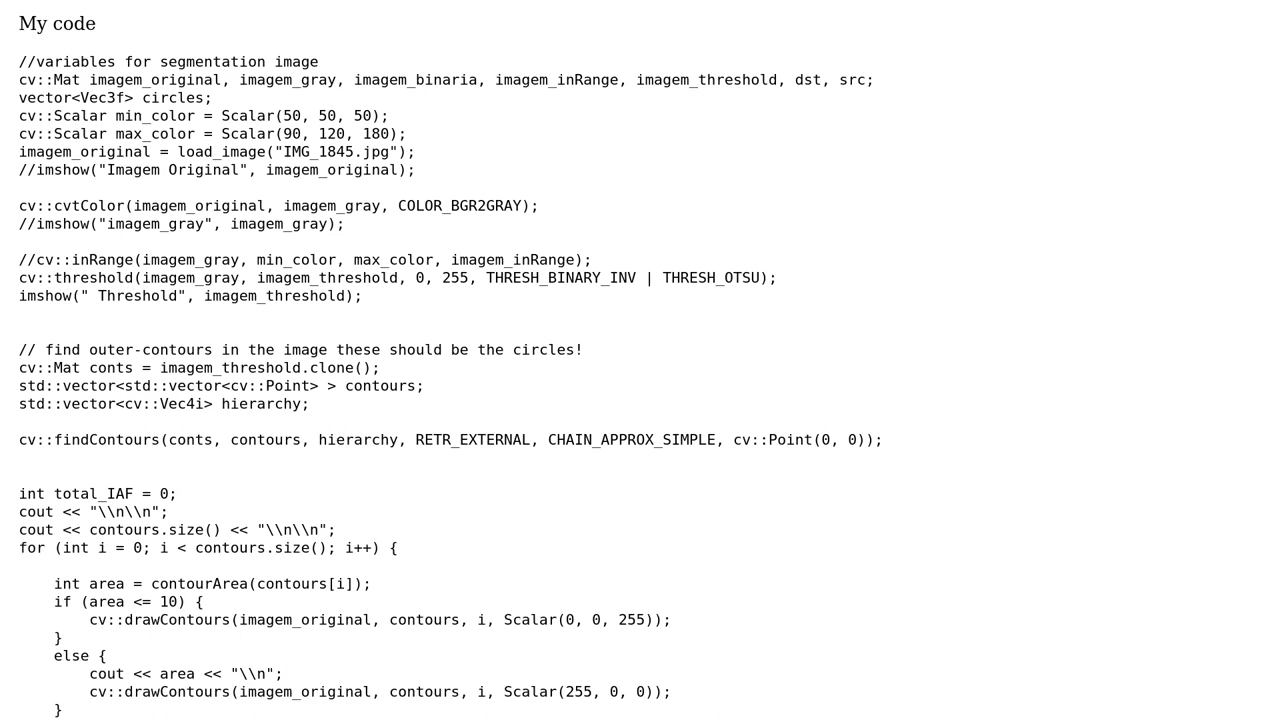 My code
//variables for segmentation image
cv::Mat imagem_original, imagem_gray, imagem_binaria, imagem_inRange, imagem_threshold, dst, src;
vector<Vec3f> circles;
cv::Scalar min_color = Scalar(50, 50, 50);
cv::Scalar max_color = Scalar(90, 120, 180);
imagem_original = load_image("IMG_1845.jpg");
//imshow("Imagem Original", imagem_original);

cv::cvtColor(imagem_original, imagem_gray, COLOR_BGR2GRAY);
//imshow("imagem_gray", imagem_gray);

//cv::inRange(imagem_gray, min_color, max_color, imagem_inRange);
cv::threshold(imagem_gray, imagem_threshold, 0, 255, THRESH_BINARY_INV | THRESH_OTSU);
imshow(" Threshold", imagem_threshold);


// find outer-contours in the image these should be the circles!
cv::Mat conts = imagem_threshold.clone();
std::vector<std::vector<cv::Point> > contours;
std::vector<cv::Vec4i> hierarchy;

cv::findContours(conts, contours, hierarchy, RETR_EXTERNAL, CHAIN_APPROX_SIMPLE, cv::Point(0, 0));


int total_IAF = 0;
cout << "\\n\\n";
cout << contours.size() << "\\n\\n";
for (int i = 0; i < contours.size(); i++) {

    int area = contourArea(contours[i]);
    if (area <= 10) {
        cv::drawContours(imagem_original, contours, i, Scalar(0, 0, 255));
    }
    else {
        cout << area << "\\n";
        cv::drawContours(imagem_original, contours, i, Scalar(255, 0, 0));
    }